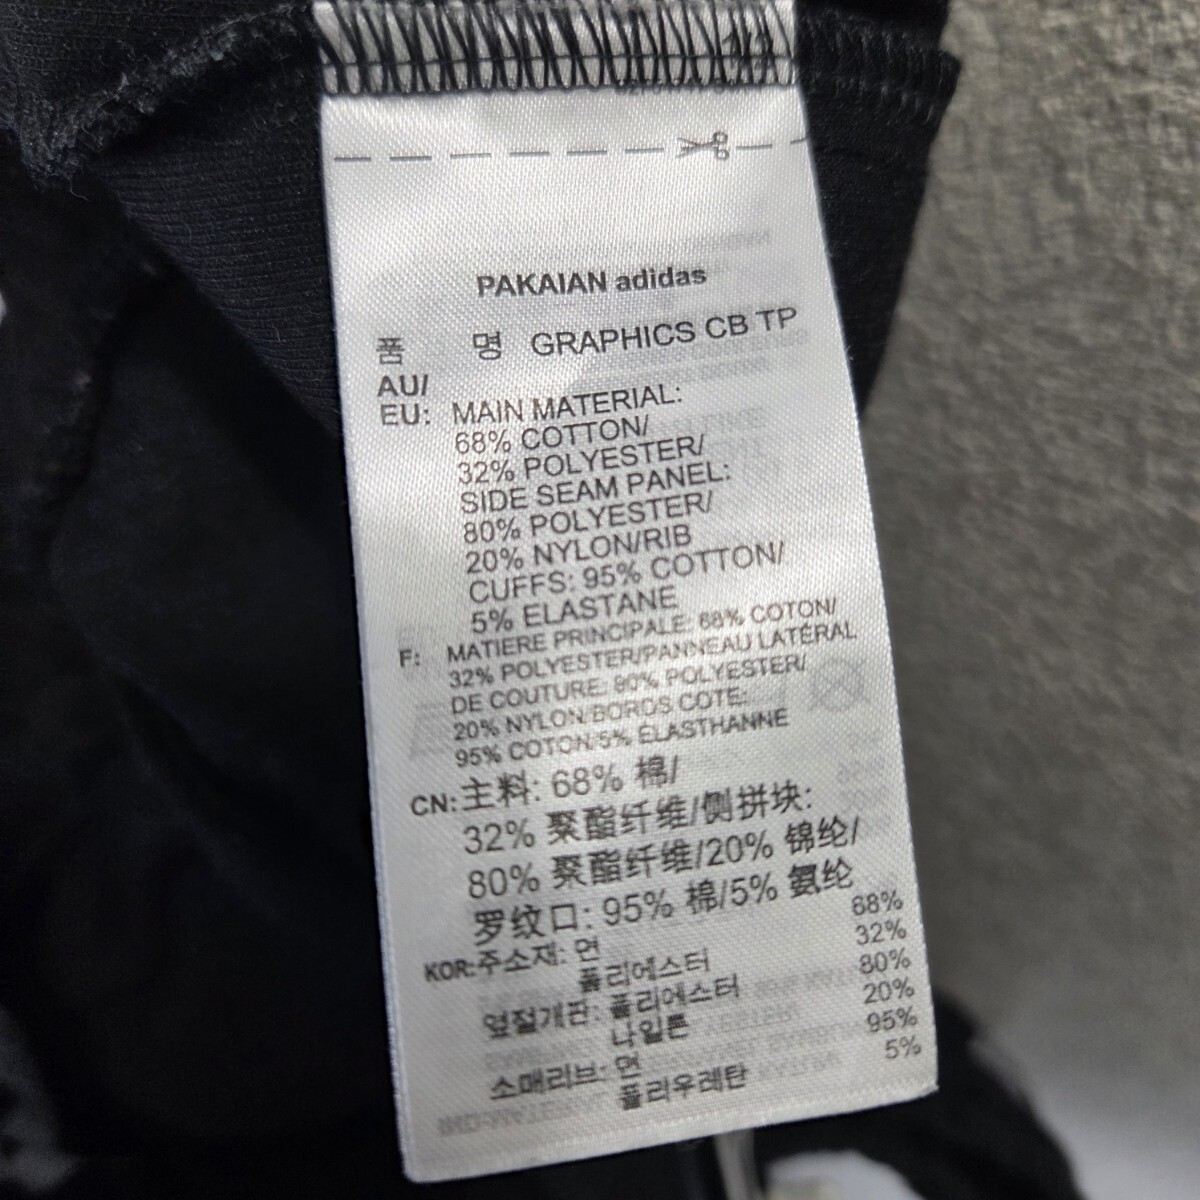 PAKAIAN adidas
품 명 GRAPHICS CB TP
AU/
EU: MAIN MATERIAL:
68% COTTON/
32% POLYESTER/
SIDE SEAM PANEL:
80% POLYESTER/
20% NYLON/RIB
CUFFS: 95% COTTON/
5% ELASTANE
F: MATIERE PRINCIPALE: 68% COTON/
32% POLYESTER/PANNEAU LATÉRAL
DE COUTURE: 80% POLYESTER/
20% NYLON/BORDS COTE:
95% COTON/5% ÉLASTHANNE
CN: 主料: 68% 棉/
32% 聚酯纤维/侧拼块:
80% 聚酯纤维/20% 锦纶/
罗纹口: 95% 棉/5% 氨纶
KOR: 주소재: 면 68%
폴리에스터 32%
옆절개판: 폴리에스터 80%
나일론 20%
소매리브: 면 95%
폴리우레탄 5%